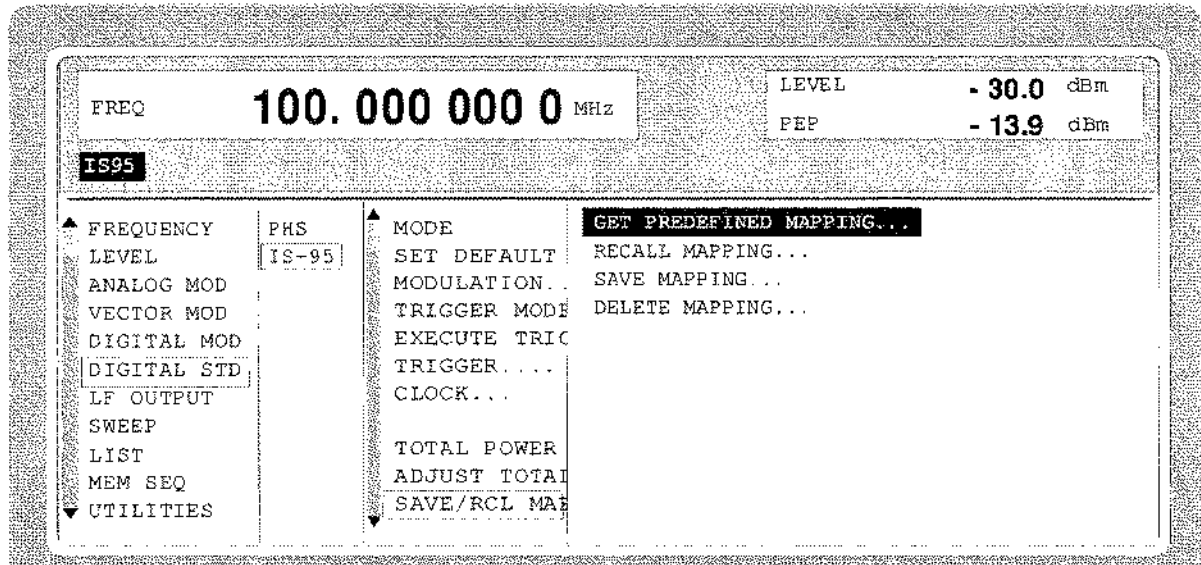 FREQ 100. 000 000 0 MHz
LEVEL - 30.0 dBm
PEP - 13.9 dBm
IS95
FREQUENCY
LEVEL
ANALOG MOD
VECTOR MOD
DIGITAL MOD
DIGITAL STD
LF OUTPUT
SWEEP
LIST
MEM SEQ
UTILITIES
PHS
IS-95
MODE
SET DEFAULT
MODULATION..
TRIGGER MODE
EXECUTE TRIG
TRIGGER....
CLOCK...
TOTAL POWER
ADJUST TOTAL
SAVE/RCL MAP
GET PREDEFINED MAPPING...
RECALL MAPPING...
SAVE MAPPING...
DELETE MAPPING...